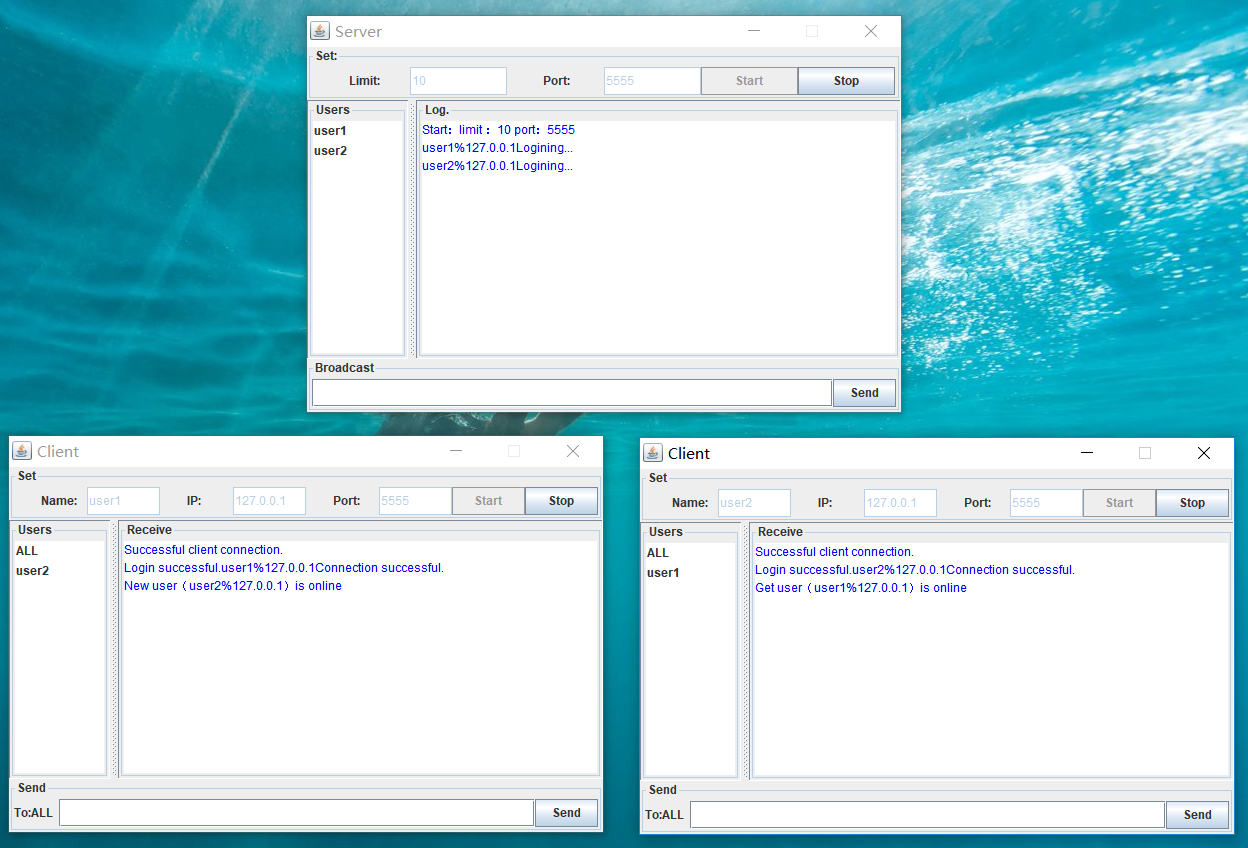 Server
Set:
Limit: 10 Port: 5555 Start Stop
Users
user1
user2
Log.
Start：limit： 10 port：5555
user1%127.0.0.1Logining...
user2%127.0.0.1Logining...
Broadcast
Send
Client
Set
Name: user1 IP: 127.0.0.1 Port: 5555 Start Stop
Users
ALL
user2
Receive
Successful client connection.
Login successful.user1%127.0.0.1Connection successful.
New user（user2%127.0.0.1）is online
Send
To:ALL Send
Client
Set
Name: user2 IP: 127.0.0.1 Port: 5555 Start Stop
Users
ALL
user1
Receive
Successful client connection.
Login successful.user2%127.0.0.1Connection successful.
Get user（user1%127.0.0.1）is online
Send
To:ALL Send